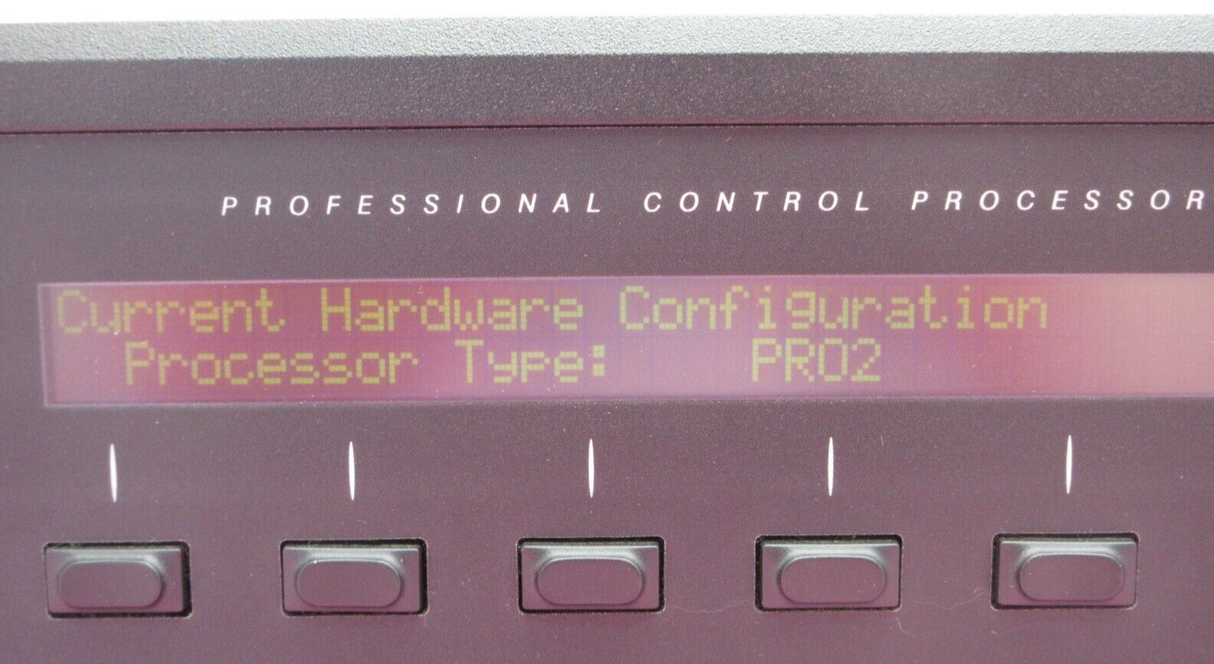 PROFESSIONAL CONTROL PROCESSOR
Current Hardware Configuration
Processor Type: PRO2